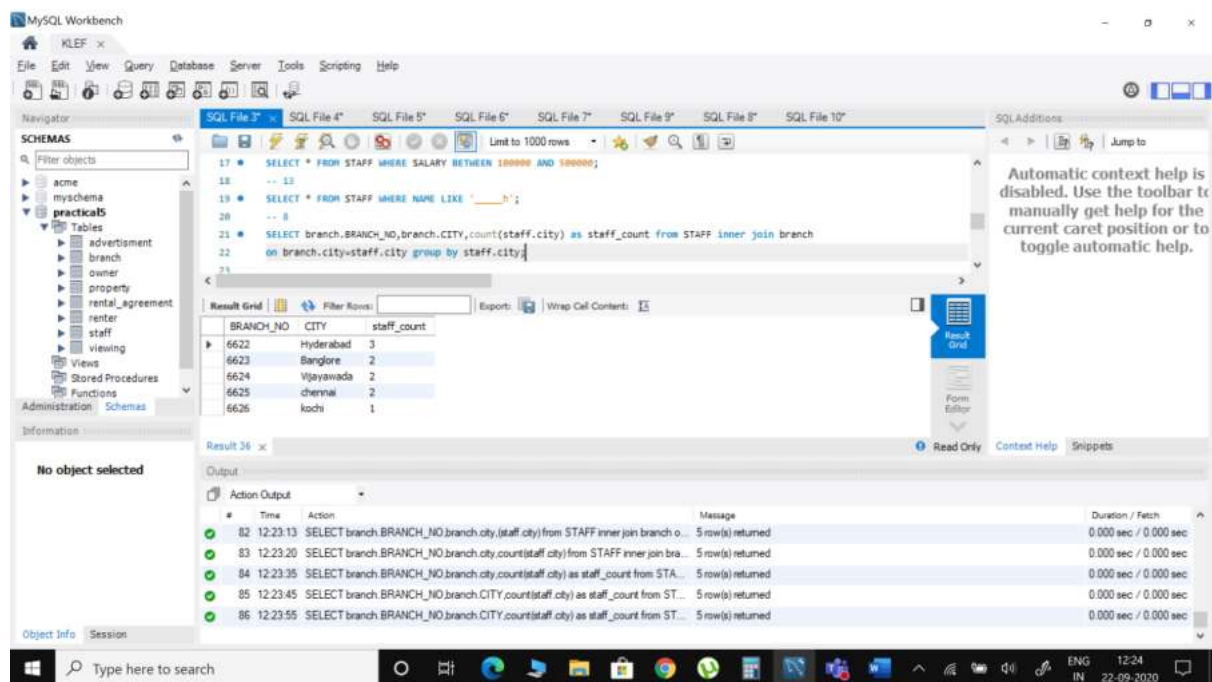 MySQL Workbench
KLEF ×
File Edit View Query Database Server Tools Scripting Help
Navigator
SCHEMAS
Filter objects
acme
myschema
practical5
Tables
advertisment
branch
owner
property
rental_agreement
renter
staff
viewing
Views
Stored Procedures
Functions
Administration Schemas
Information
No object selected
Object Info Session
SQL File 3* × SQL File 4* SQL File 5* SQL File 6* SQL File 7* SQL File 9* SQL File 10*
Limit to 1000 rows
17 SELECT * FROM STAFF WHERE SALARY BETWEEN 100000 AND 500000;
18 -- 13
19 SELECT * FROM STAFF WHERE NAME LIKE '_____h';
20 -- 8
21 SELECT branch.BRANCH_NO,branch.CITY,count(staff.city) as staff_count from STAFF inner join branch
22 on branch.city=staff.city group by staff.city;
23
Result Grid Filter Rows: Export: Wrap Cell Content:
BRANCH_NO CITY staff_count
6622 Hyderabad 3
6623 Banglore 2
6624 Vijayawada 2
6625 chennai 2
6626 kochi 1
Result Grid
Form Editor
Result 36 × Read Only
Output
Action Output
# Time Action Message Duration / Fetch
82 12:23:13 SELECT branch.BRANCH_NO,branch.city,(staff.city) from STAFF inner join branch o... 5 row(s) returned 0.000 sec / 0.000 sec
83 12:23:20 SELECT branch.BRANCH_NO,branch.city,count(staff.city) from STAFF inner join bra... 5 row(s) returned 0.000 sec / 0.000 sec
84 12:23:35 SELECT branch.BRANCH_NO,branch.city,count(staff.city) as staff_count from STA... 5 row(s) returned 0.000 sec / 0.000 sec
85 12:23:45 SELECT branch.BRANCH_NO,branch.CITY,count(staff.city) as staff_count from ST... 5 row(s) returned 0.000 sec / 0.000 sec
86 12:23:55 SELECT branch.BRANCH_NO,branch.CITY,count(staff.city) as staff_count from ST... 5 row(s) returned 0.000 sec / 0.000 sec
SQLAdditions
Jump to
Automatic context help is
disabled. Use the toolbar to
manually get help for the
current caret position or to
toggle automatic help.
Context Help Snippets
Type here to search
ENG
IN
12:24
22-09-2020